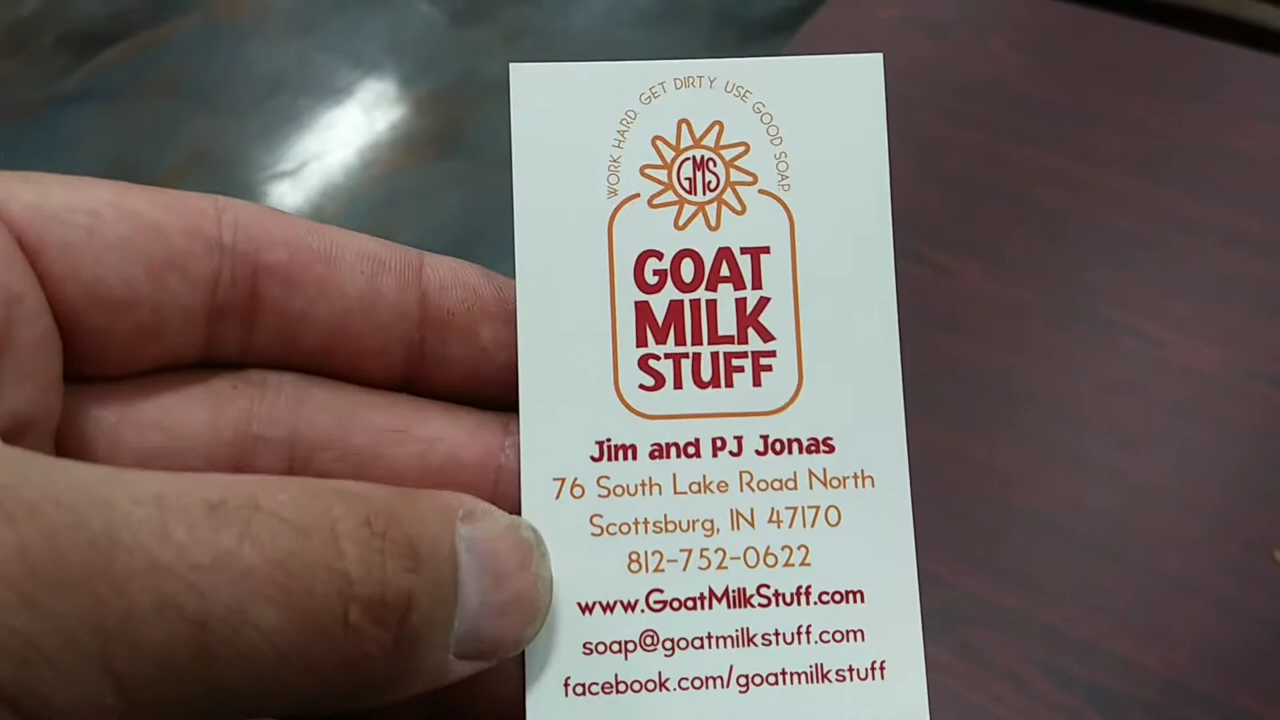 WORK HARD. GET DIRTY. USE GOOD SOAP.
GMS
GOAT
MILK
STUFF
Jim and PJ Jonas
76 South Lake Road North
Scottsburg, IN 47170
812-752-0622
www.GoatMilkStuff.com
soap@goatmilkstuff.com
facebook.com/goatmilkstuff